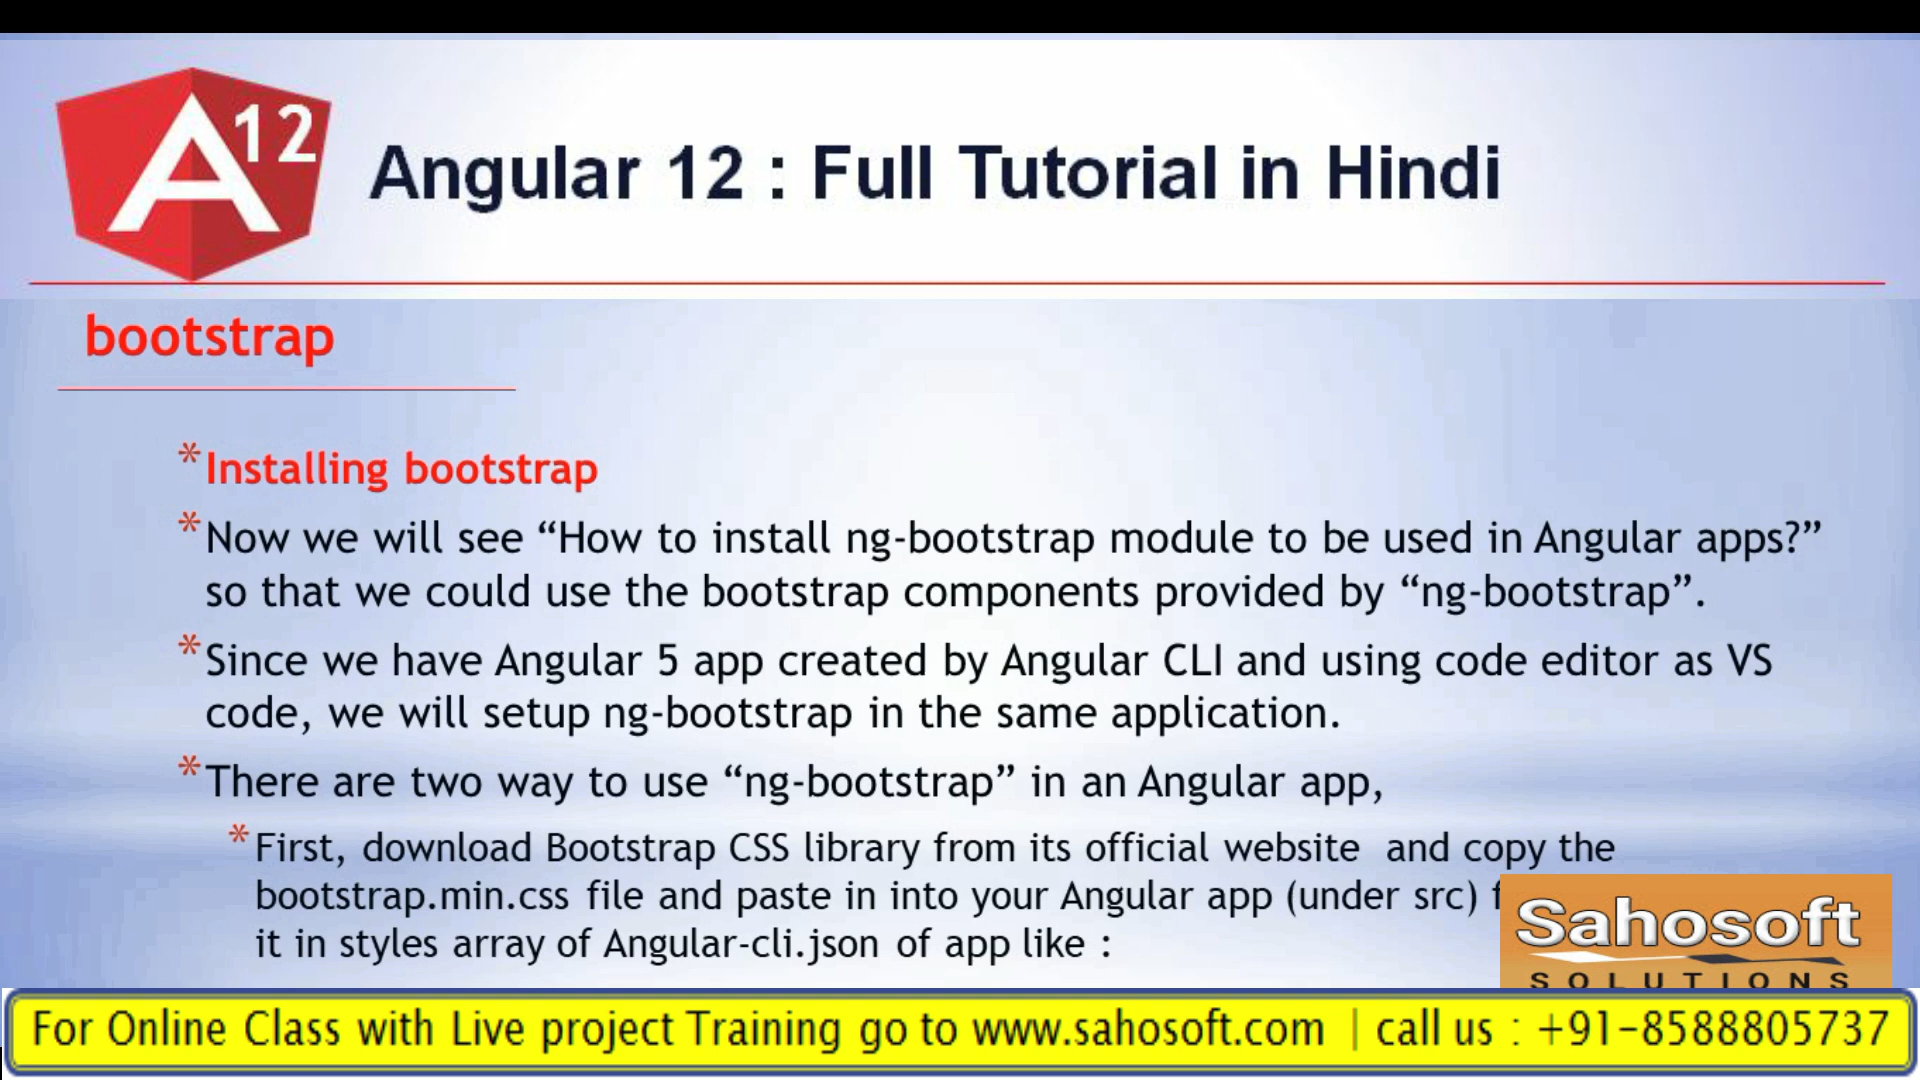 A12
Angular 12 : Full Tutorial in Hindi
bootstrap
*Installing bootstrap
*Now we will see “How to install ng-bootstrap module to be used in Angular apps?”
so that we could use the bootstrap components provided by “ng-bootstrap”.
*Since we have Angular 5 app created by Angular CLI and using code editor as VS
code, we will setup ng-bootstrap in the same application.
*There are two way to use “ng-bootstrap” in an Angular app,
*First, download Bootstrap CSS library from its official website and copy the
bootstrap.min.css file and paste in into your Angular app (under src)
it in styles array of Angular-cli.json of app like :
Sahosoft
SOLUTIONS
For Online Class with Live project Training go to www.sahosoft.com | call us : +91-8588805737